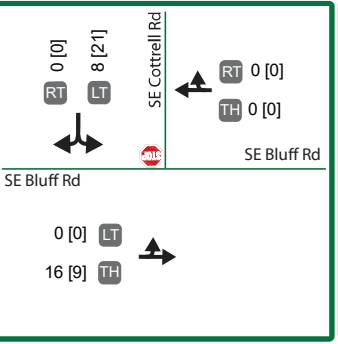 0 [0]
8 [21]
RT
LT
SE Cottrell Rd
STOP
RT 0 [0]
TH 0 [0]
SE Bluff Rd
SE Bluff Rd
0 [0] LT
16 [9] TH